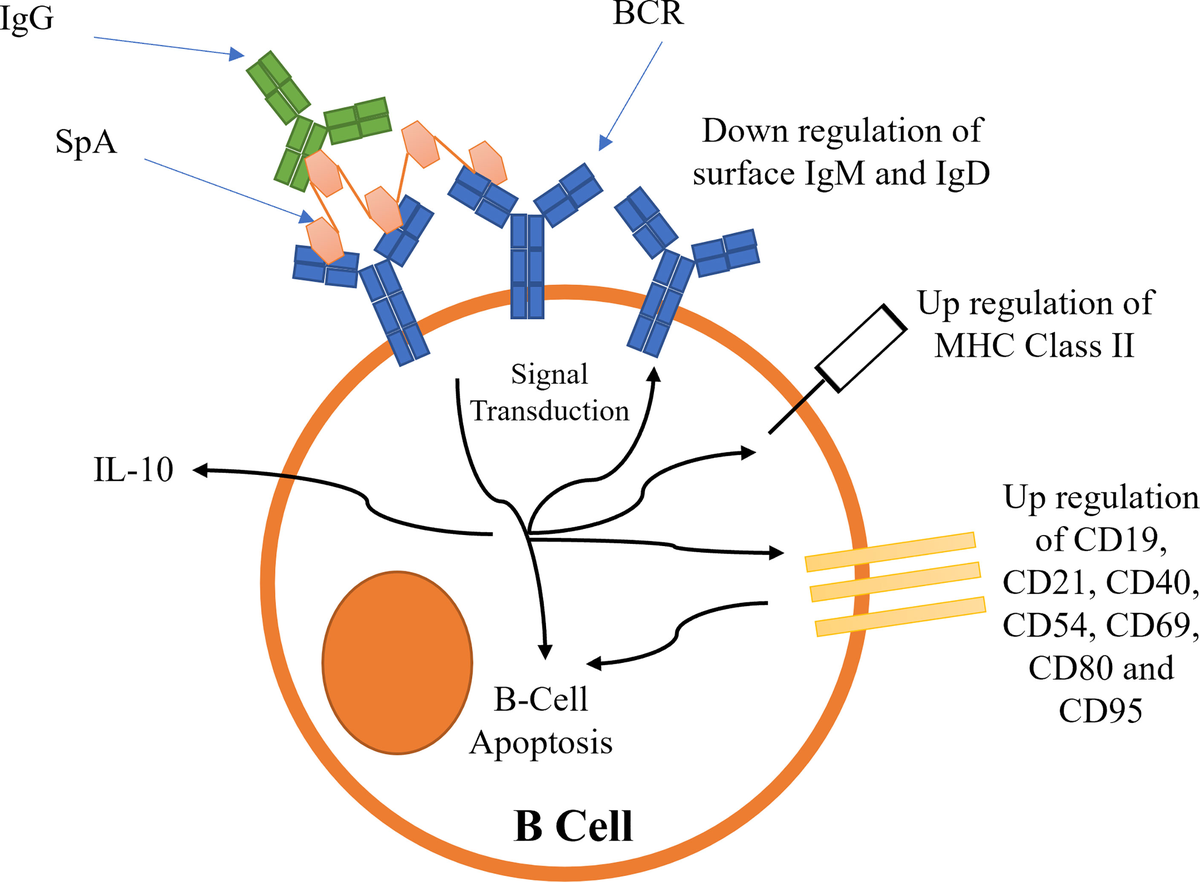 IgG
BCR
SpA
Down regulation of
surface IgM and IgD
Up regulation of
MHC Class II
Signal
Transduction
IL-10
Up regulation
of CD19,
CD21, CD40,
CD54, CD69,
CD80 and
CD95
B-Cell
Apoptosis
B Cell